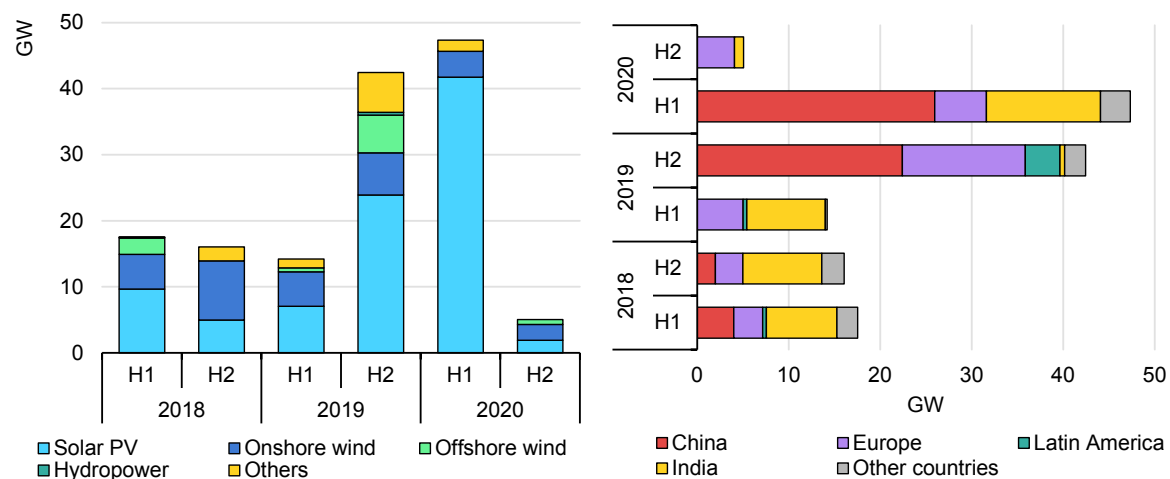 GW
50
40
30
20
10
0
H1 H2 H1 H2 H1 H2
2018 2019 2020
Solar PV Onshore wind Offshore wind
Hydropower Others
2020 H2
H1
2019 H2
H1
2018 H2
H1
0 10 20 30 40 50
GW
China Europe Latin America
India Other countries